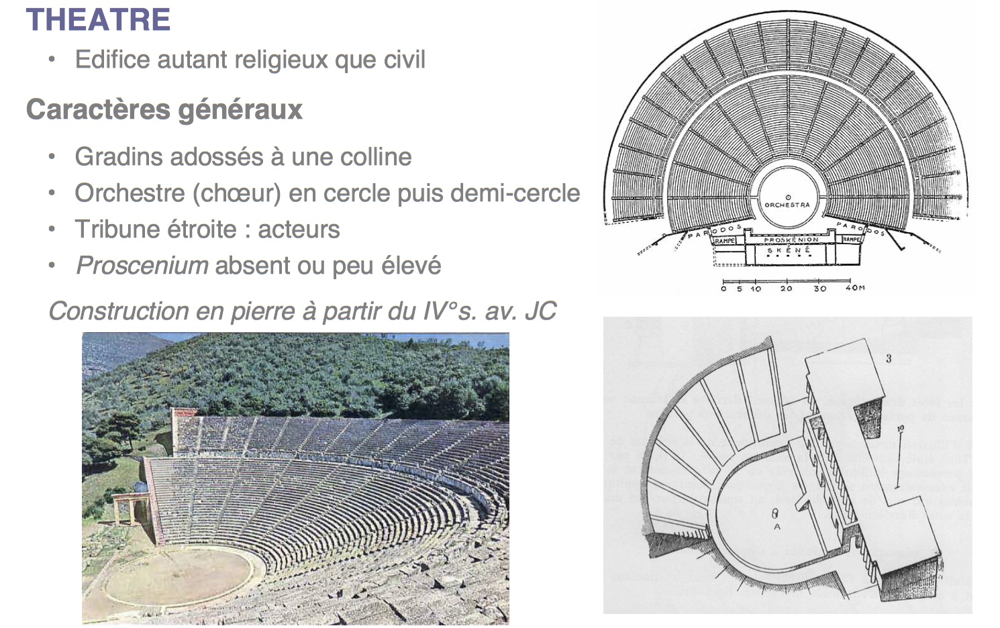 THEATRE
• Edifice autant religieux que civil
Caractères généraux
• Gradins adossés à une colline
• Orchestre (chœur) en cercle puis demi-cercle
• Tribune étroite : acteurs
• Proscenium absent ou peu élevé
Construction en pierre à partir du IV° s. av. JC
ORCHESTRA
PARODOS
PARODOS
RAMPE
PROSKÉNION
RAMPE
SKÉNÉ
0 5 10 20 30 40M
3
10
A